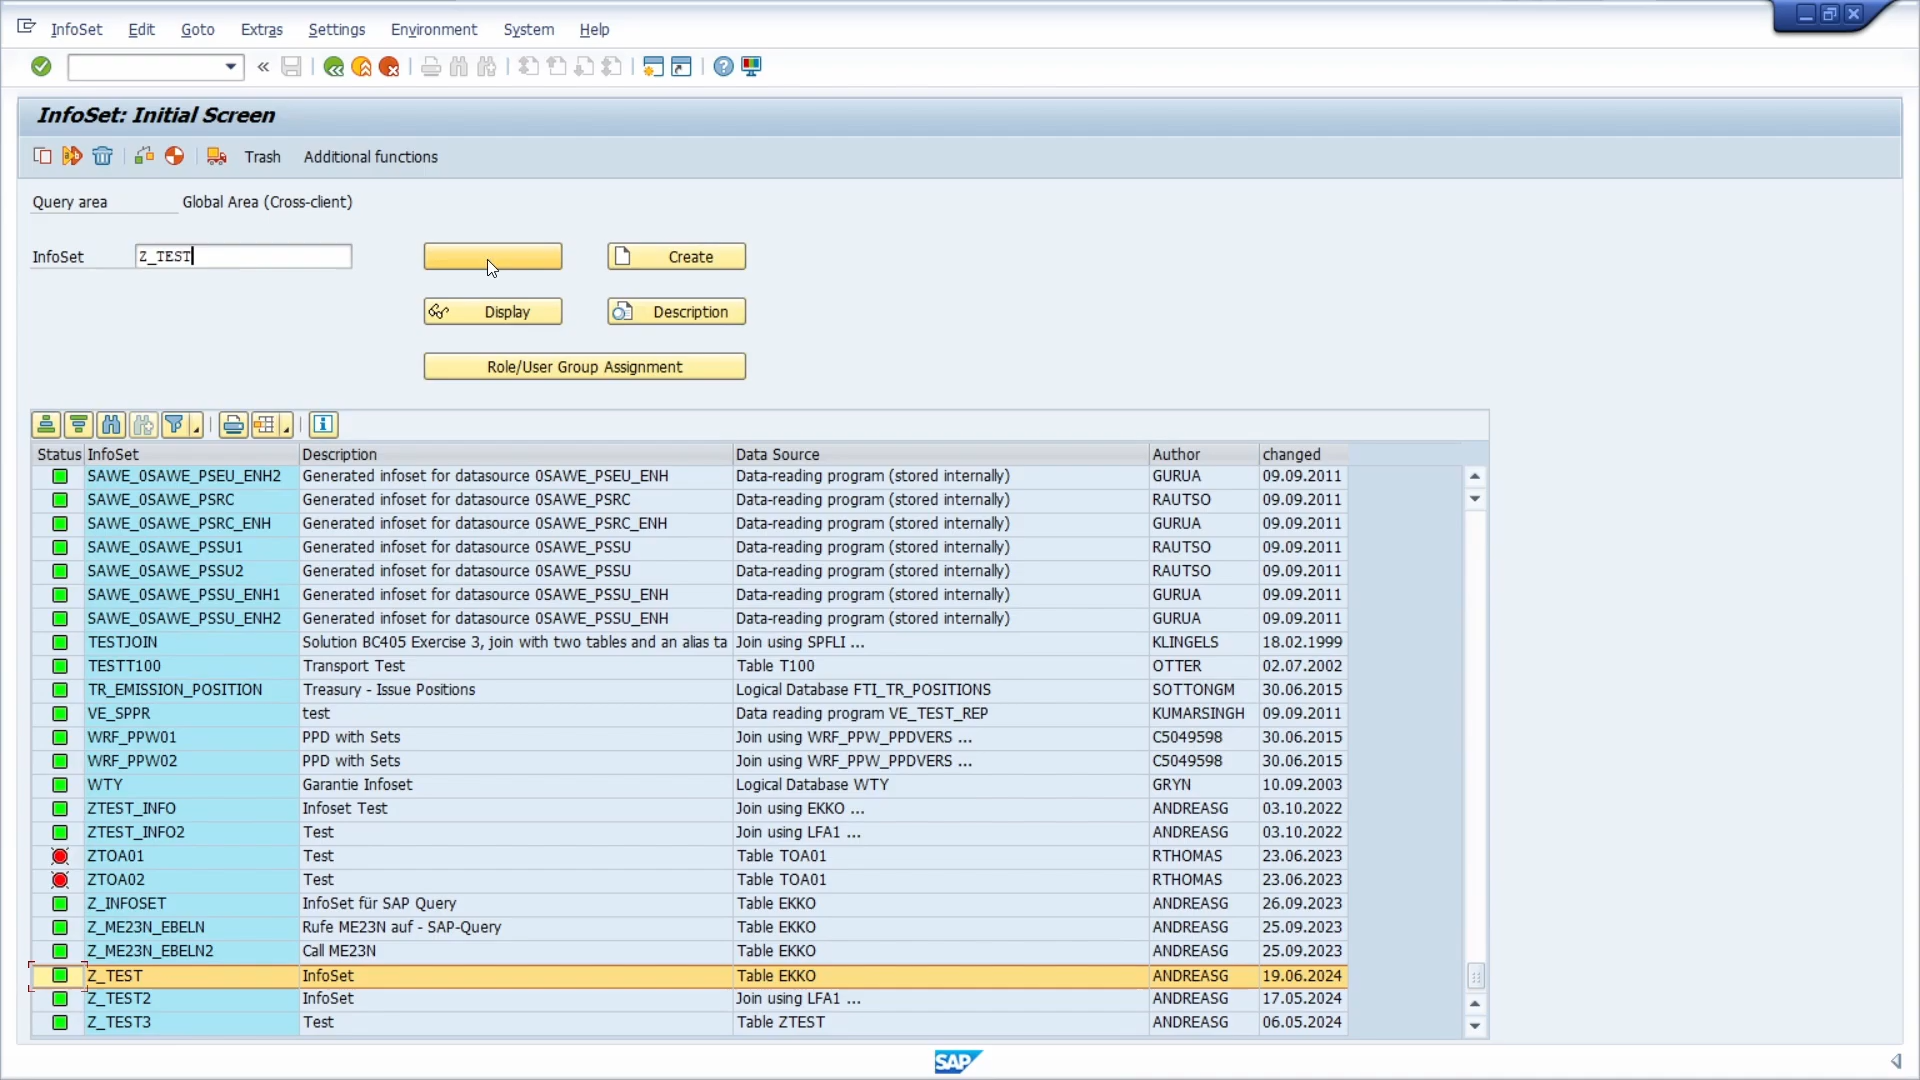 InfoSet Edit Goto Extras Settings Environment System Help
InfoSet: Initial Screen
Trash Additional functions
Query area Global Area (Cross-client)
InfoSet Z_TEST Create
Display Description
Role/User Group Assignment
Status InfoSet Description Data Source Author changed
SAWE_0SAWE_PSEU_ENH2 Generated infoset for datasource 0SAWE_PSEU_ENH Data-reading program (stored internally) GURUA 09.09.2011
SAWE_0SAWE_PSRC Generated infoset for datasource 0SAWE_PSRC Data-reading program (stored internally) RAUTSO 09.09.2011
SAWE_0SAWE_PSRC_ENH Generated infoset for datasource 0SAWE_PSRC_ENH Data-reading program (stored internally) GURUA 09.09.2011
SAWE_0SAWE_PSSU1 Generated infoset for datasource 0SAWE_PSSU Data-reading program (stored internally) RAUTSO 09.09.2011
SAWE_0SAWE_PSSU2 Generated infoset for datasource 0SAWE_PSSU Data-reading program (stored internally) RAUTSO 09.09.2011
SAWE_0SAWE_PSSU_ENH1 Generated infoset for datasource 0SAWE_PSSU_ENH Data-reading program (stored internally) GURUA 09.09.2011
SAWE_0SAWE_PSSU_ENH2 Generated infoset for datasource 0SAWE_PSSU_ENH Data-reading program (stored internally) GURUA 09.09.2011
TESTJOIN Solution BC405 Exercise 3, join with two tables and an alias ta Join using SPFLI ... KLINGELS 18.02.1999
TESTT100 Transport Test Table T100 OTTER 02.07.2002
TR_EMISSION_POSITION Treasury - Issue Positions Logical Database FTI_TR_POSITIONS SOTTONGM 30.06.2015
VE_SPPR test Data reading program VE_TEST_REP KUMARSINGH 09.09.2011
WRF_PPW01 PPD with Sets Join using WRF_PPW_PPDVERS ... C5049598 30.06.2015
WRF_PPW02 PPD with Sets Join using WRF_PPW_PPDVERS ... C5049598 30.06.2015
WTY Garantie Infoset Logical Database WTY GRYN 10.09.2003
ZTEST_INFO Infoset Test Join using EKKO ... ANDREASG 03.10.2022
ZTEST_INFO2 Test Join using LFA1 ... ANDREASG 03.10.2022
ZTOA01 Test Table TOA01 RTHOMAS 23.06.2023
ZTOA02 Test Table TOA01 RTHOMAS 23.06.2023
Z_INFOSET InfoSet für SAP Query Table EKKO ANDREASG 26.09.2023
Z_ME23N_EBELN Rufe ME23N auf - SAP-Query Table EKKO ANDREASG 25.09.2023
Z_ME23N_EBELN2 Call ME23N Table EKKO ANDREASG 25.09.2023
Z_TEST InfoSet Table EKKO ANDREASG 19.06.2024
Z_TEST2 InfoSet Join using LFA1 ... ANDREASG 17.05.2024
Z_TEST3 Test Table ZTEST ANDREASG 06.05.2024
SAP